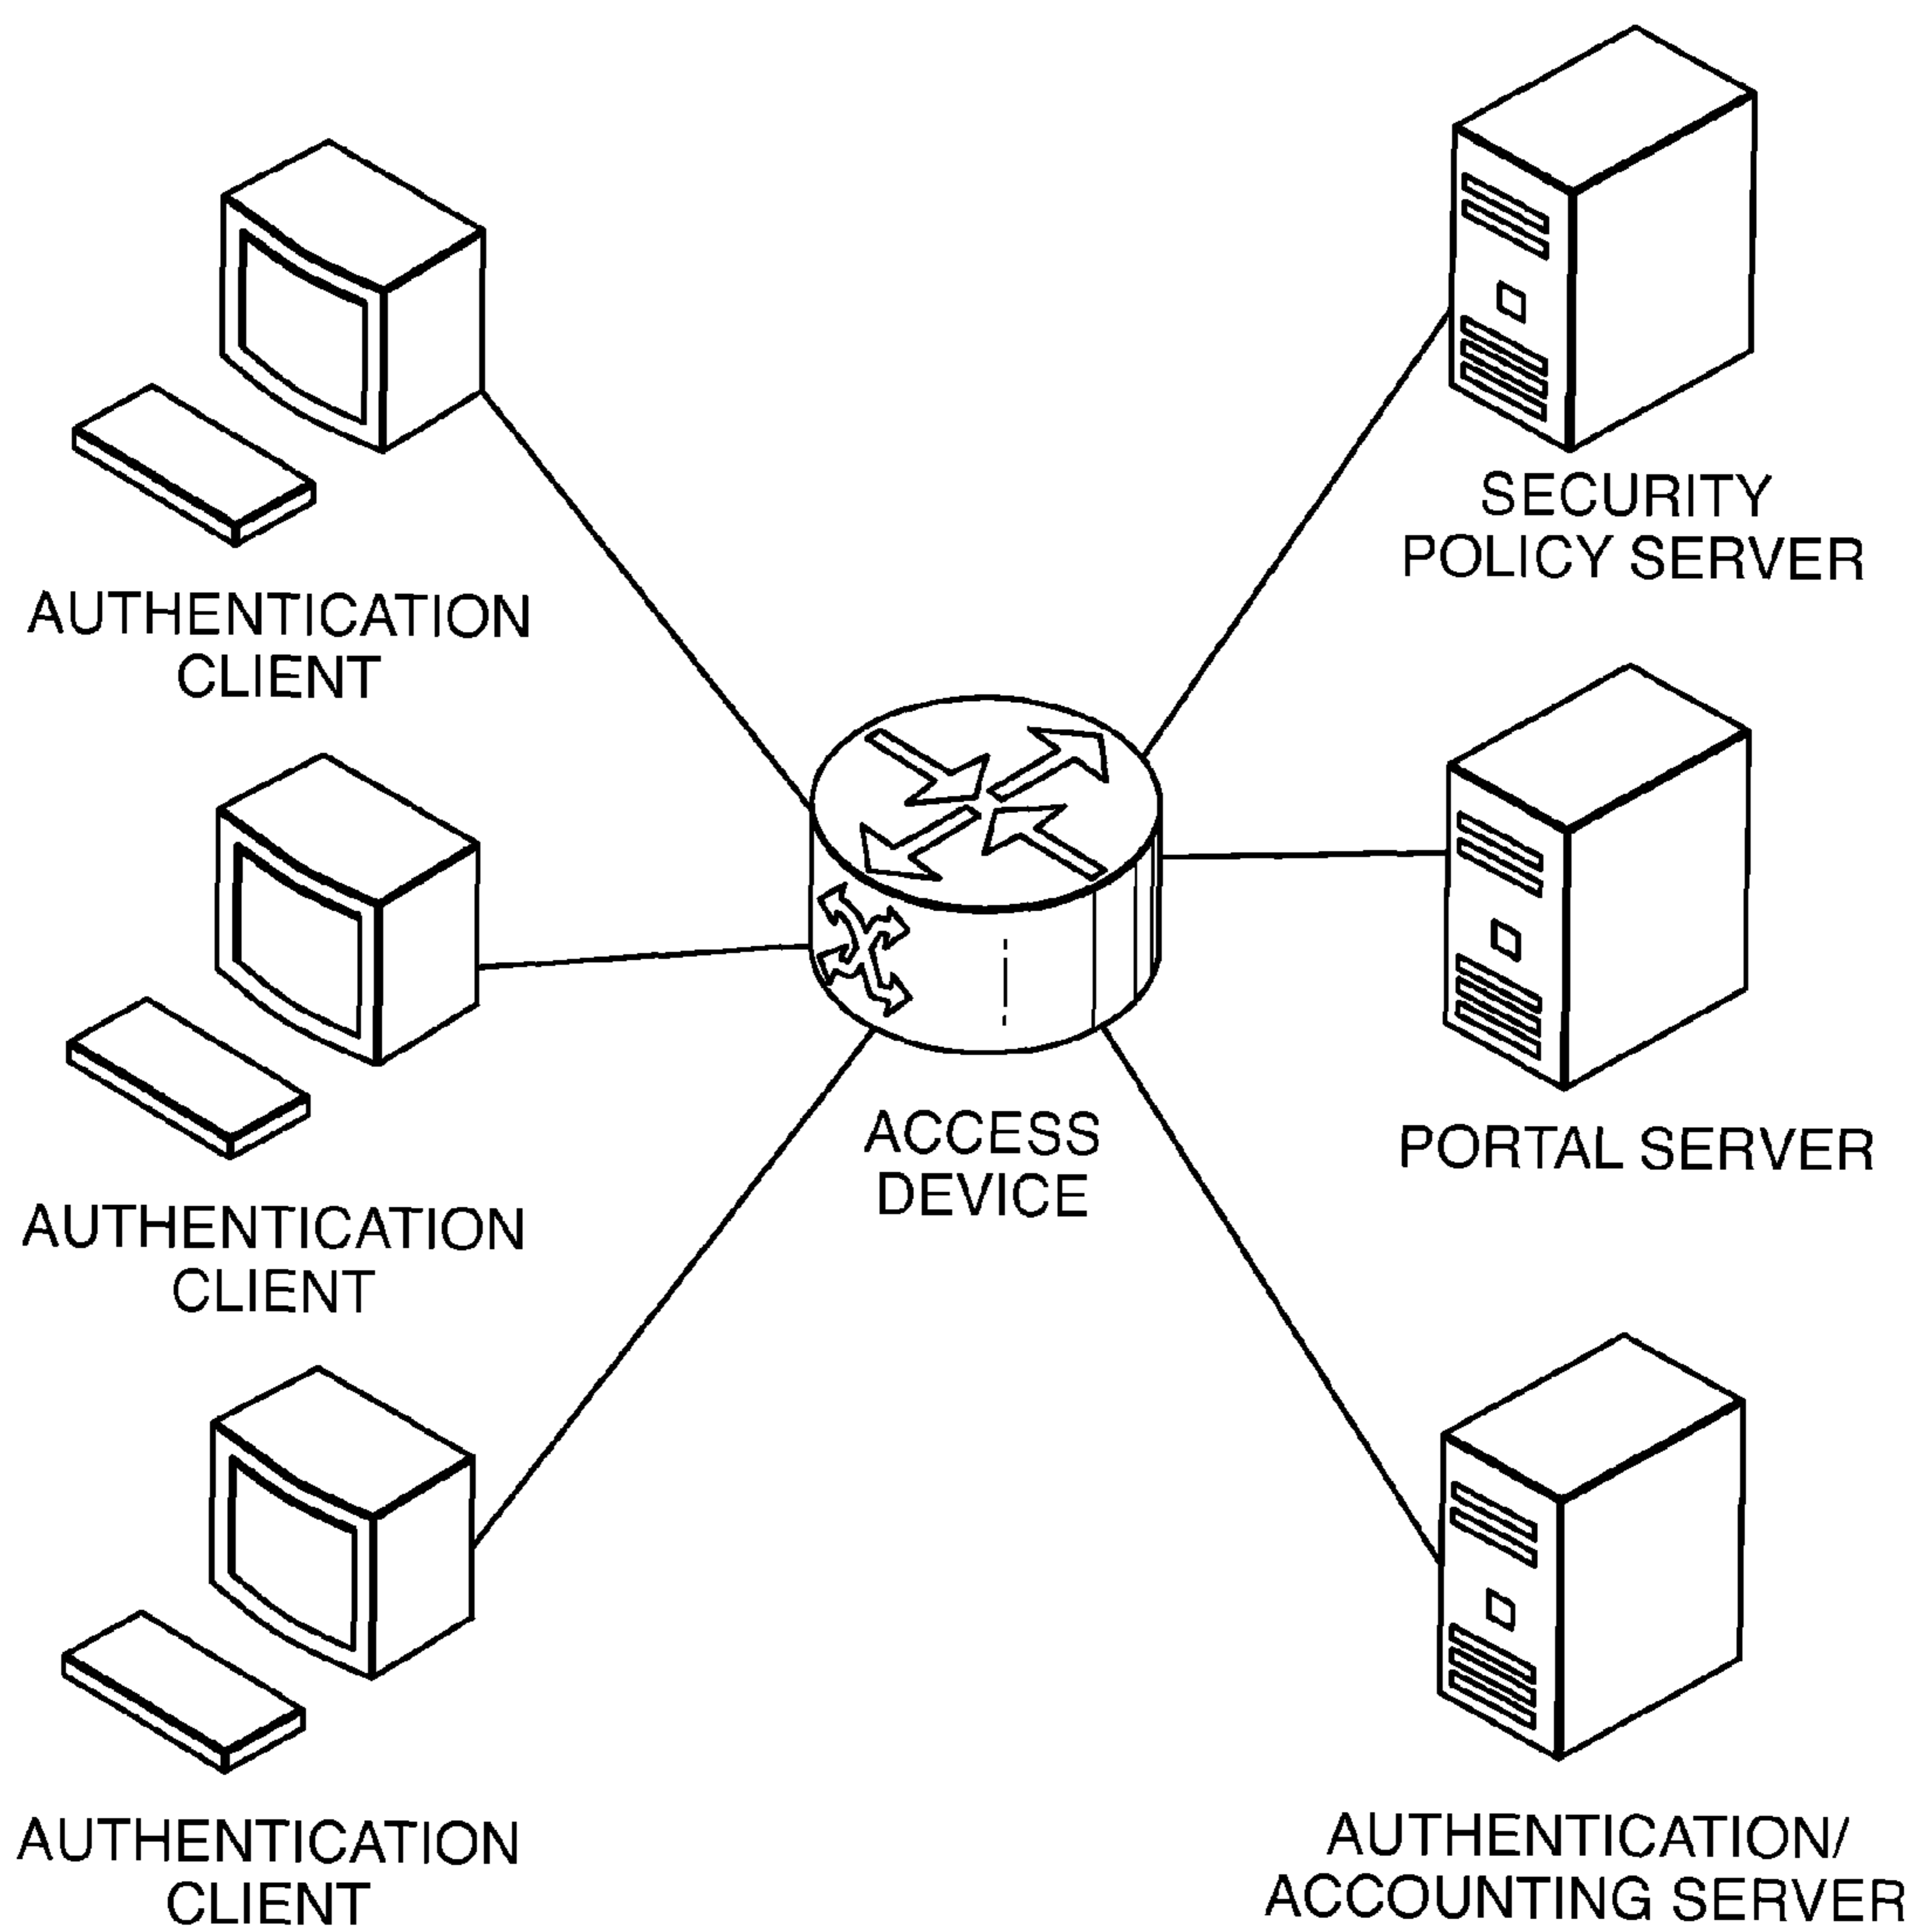 SECURITY
POLICY SERVER
AUTHENTICATION
CLIENT
ACCESS
DEVICE
PORTAL SERVER
AUTHENTICATION
CLIENT
AUTHENTICATION
CLIENT
AUTHENTICATION/
ACCOUNTING SERVER